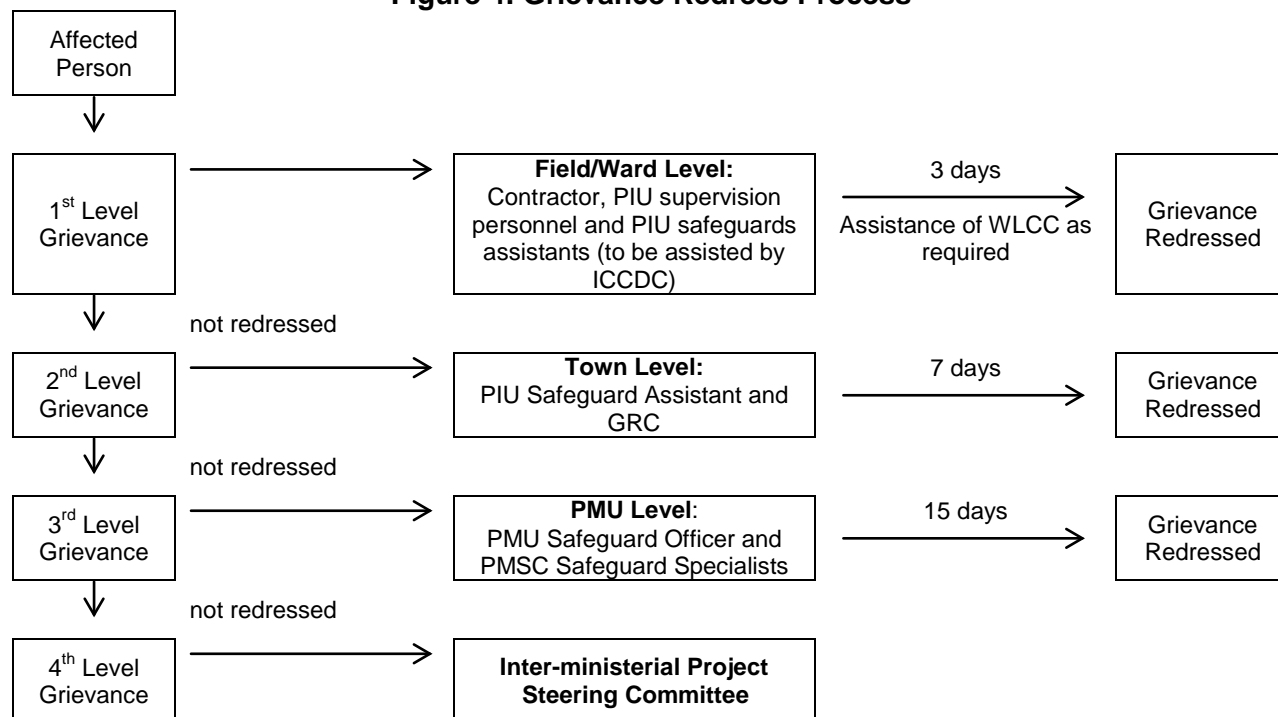 Figure 4. Grievance Redress Process
Affected
Person
1st Level
Grievance
Field/Ward Level:
Contractor, PIU supervision
personnel and PIU safeguards
assistants (to be assisted by
ICCDC)
3 days
Assistance of WLCC as
required
Grievance
Redressed
not redressed
2nd Level
Grievance
Town Level:
PIU Safeguard Assistant and
GRC
7 days
Grievance
Redressed
not redressed
3rd Level
Grievance
PMU Level:
PMU Safeguard Officer and
PMSC Safeguard Specialists
15 days
Grievance
Redressed
not redressed
4th Level
Grievance
Inter-ministerial Project
Steering Committee